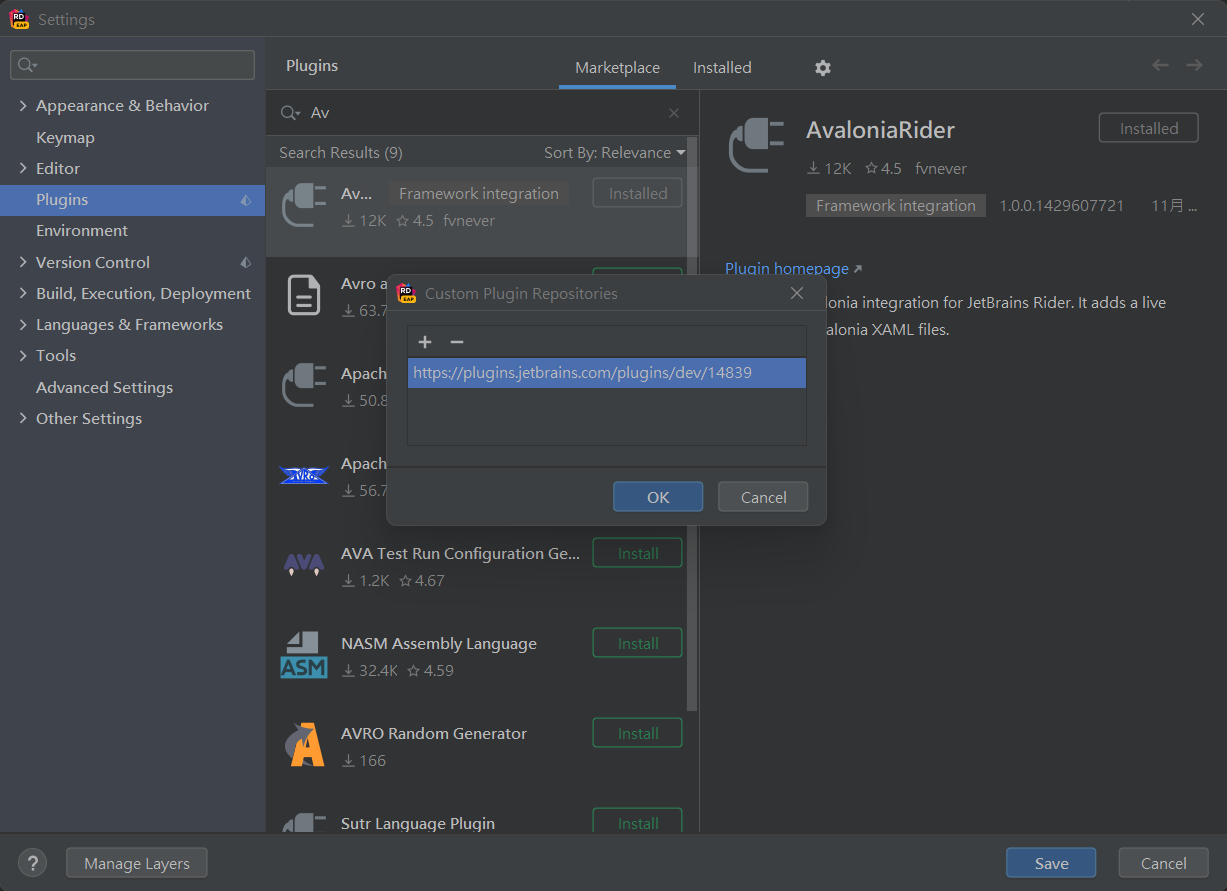 Settings
Plugins
Marketplace
Installed
Appearance & Behavior
Keymap
Editor
Plugins
Environment
Version Control
Build, Execution, Deployment
Languages & Frameworks
Tools
Advanced Settings
Other Settings
Av
Search Results (9)
Sort By: Relevance
Av... Framework integration Installed
12K 4.5 fvnever
Avro a
63.7
Apach
50.8
Apach
56.7
AVA Test Run Configuration Ge... Install
1.2K 4.67
NASM Assembly Language Install
32.4K 4.59
AVRO Random Generator Install
166
Sutr Language Plugin Install
ASM
AvaloniaRider Installed
12K 4.5 fvnever
Framework integration 1.0.0.1429607721 11月 ...
Plugin homepage
lonia integration for JetBrains Rider. It adds a live
alonia XAML files.
Custom Plugin Repositories
https://plugins.jetbrains.com/plugins/dev/14839
OK Cancel
? Manage Layers Save Cancel